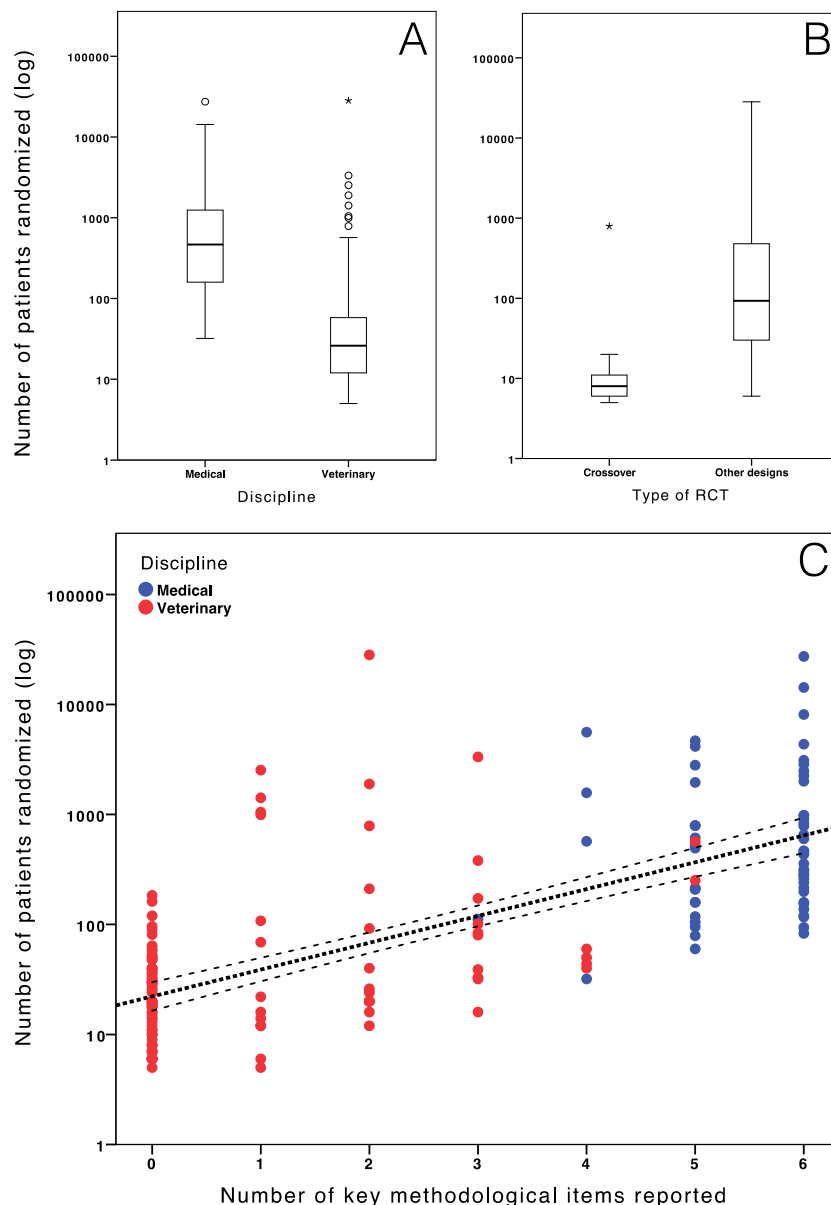 A
Number of patients randomized (log)
100000
10000
1000
100
10
1
Medical
Veterinary
Discipline
B
100000
10000
1000
100
10
1
Crossover
Other designs
Type of RCT
C
Discipline
Medical
Veterinary
Number of patients randomized (log)
100000
10000
1000
100
10
1
0 1 2 3 4 5 6
Number of key methodological items reported